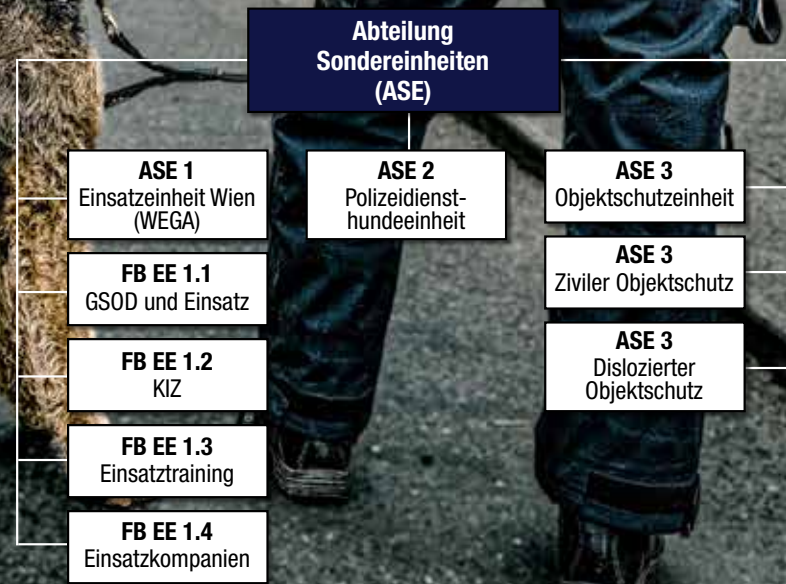 Abteilung
Sondereinheiten
(ASE)
ASE 1
Einsatzeinheit Wien
(WEGA)
FB EE 1.1
GSOD und Einsatz
FB EE 1.2
KIZ
FB EE 1.3
Einsatztraining
FB EE 1.4
Einsatzkompanien
ASE 2
Polizeidienst-
hundeeinheit
ASE 3
Objektschutzeinheit
ASE 3
Ziviler Objektschutz
ASE 3
Dislozierter
Objektschutz